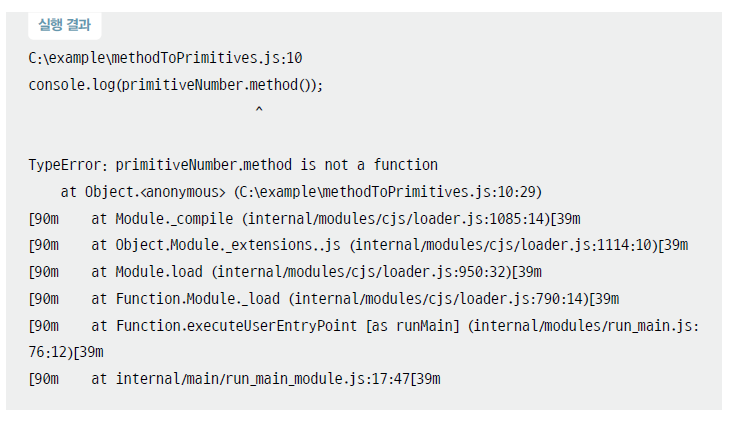 실행 결과
C:\example\methodToPrimitives.js:10
console.log(primitiveNumber.method());
^
TypeError: primitiveNumber.method is not a function
    at Object.<anonymous> (C:\example\methodToPrimitives.js:10:29)
[90m    at Module._compile (internal/modules/cjs/loader.js:1085:14)[39m
[90m    at Object.Module._extensions..js (internal/modules/cjs/loader.js:1114:10)[39m
[90m    at Module.load (internal/modules/cjs/loader.js:950:32)[39m
[90m    at Function.Module._load (internal/modules/cjs/loader.js:790:14)[39m
[90m    at Function.executeUserEntryPoint [as runMain] (internal/modules/run_main.js:
76:12)[39m
[90m    at internal/main/run_main_module.js:17:47[39m